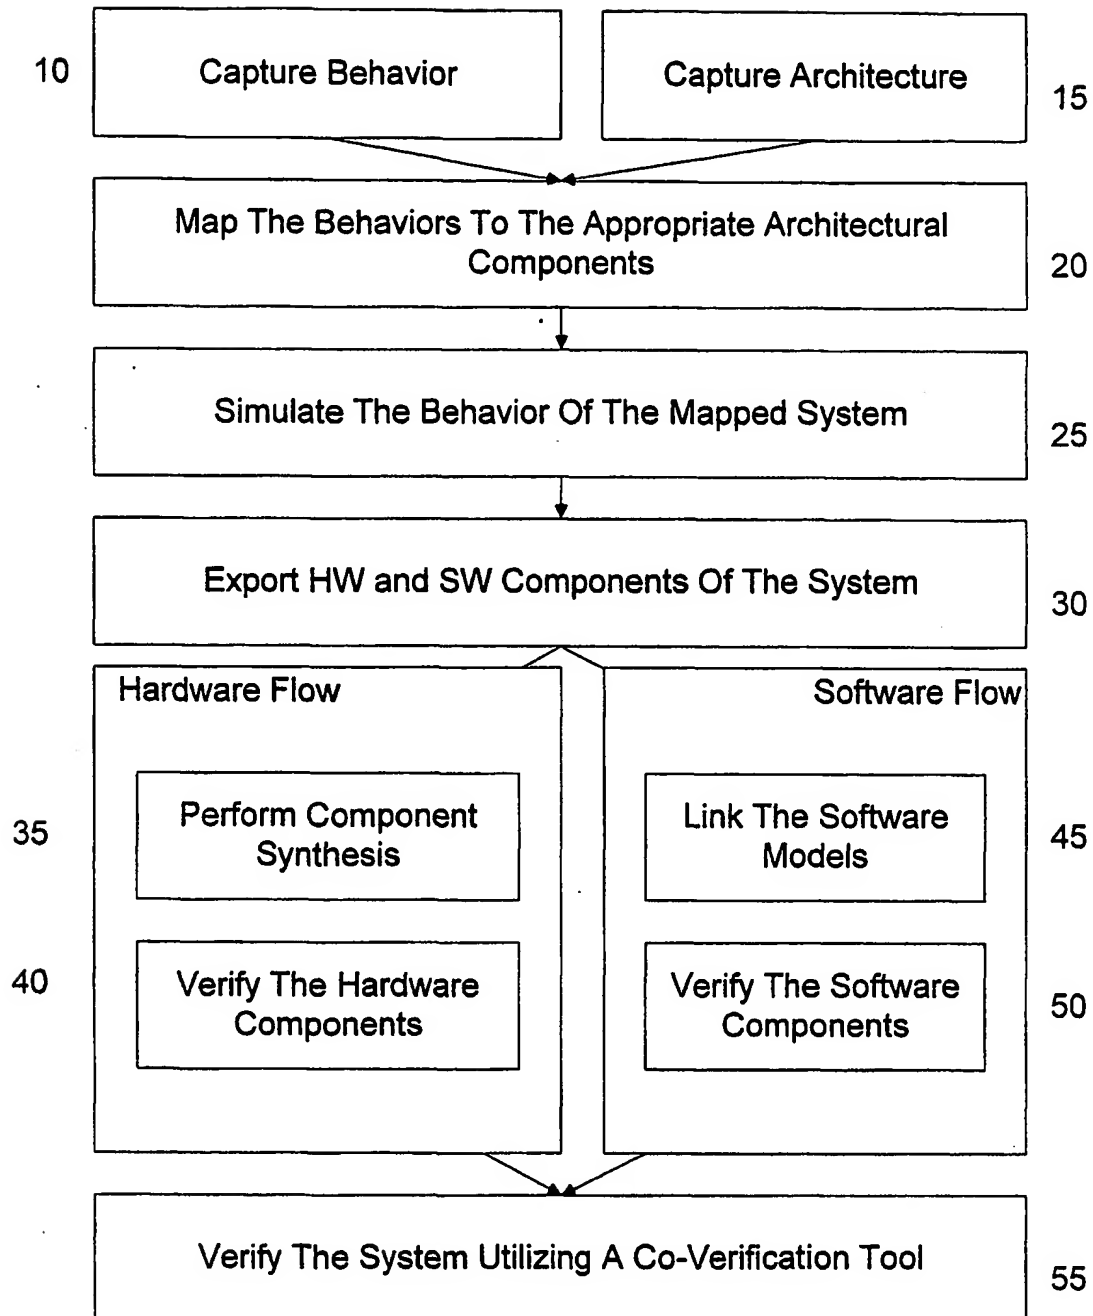 10
Capture Behavior
Capture Architecture
15
Map The Behaviors To The Appropriate Architectural
Components
20
Simulate The Behavior Of The Mapped System
25
Export HW and SW Components Of The System
30
Hardware Flow
Software Flow
35
Perform Component
Synthesis
Link The Software
Models
45
40
Verify The Hardware
Components
Verify The Software
Components
50
Verify The System Utilizing A Co-Verification Tool
55